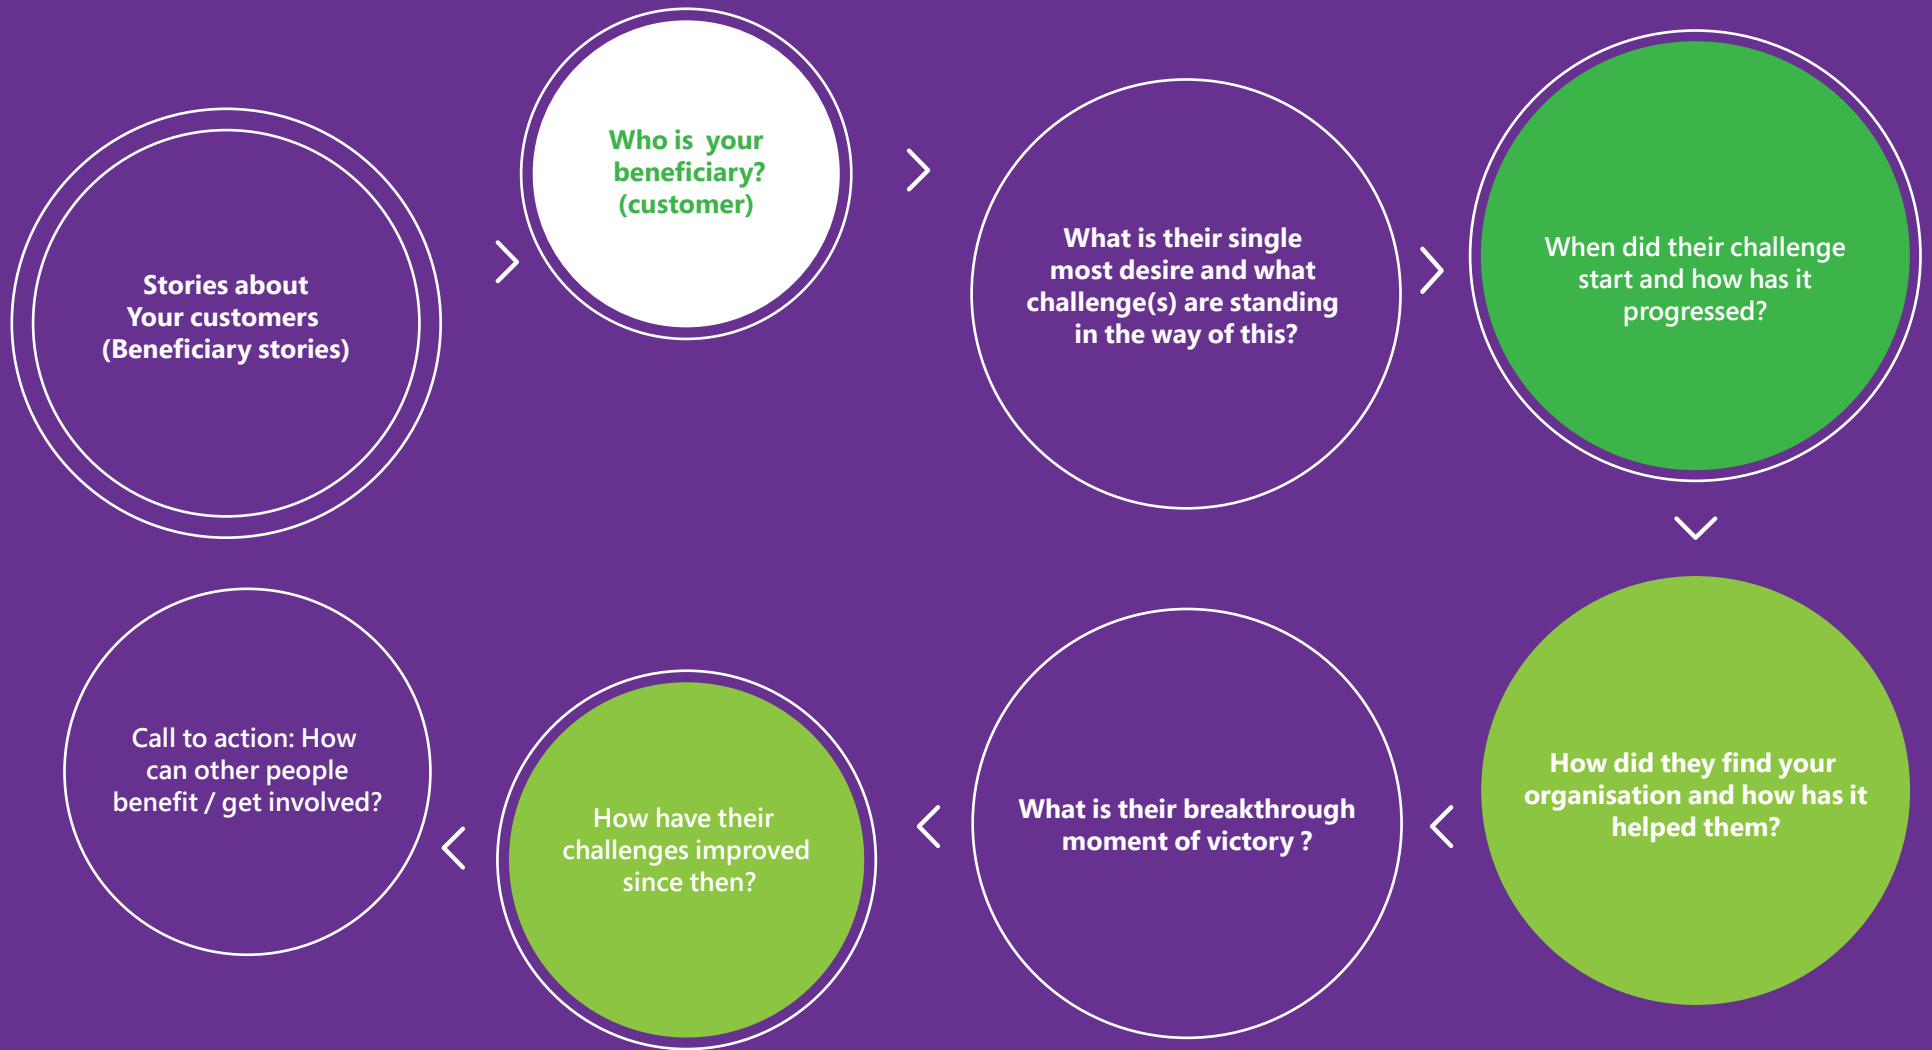 Stories about
Your customers
(Beneficiary stories)
Who is  your
beneficiary?
(customer)
What is their single
most desire and what
challenge(s) are standing
in the way of this?
When did their challenge
start and how has it
progressed?
How did they find your
organisation and how has it
helped them?
What is their breakthrough
moment of victory ?
How have their
challenges improved
since then?
Call to action: How
can other people
benefit / get involved?